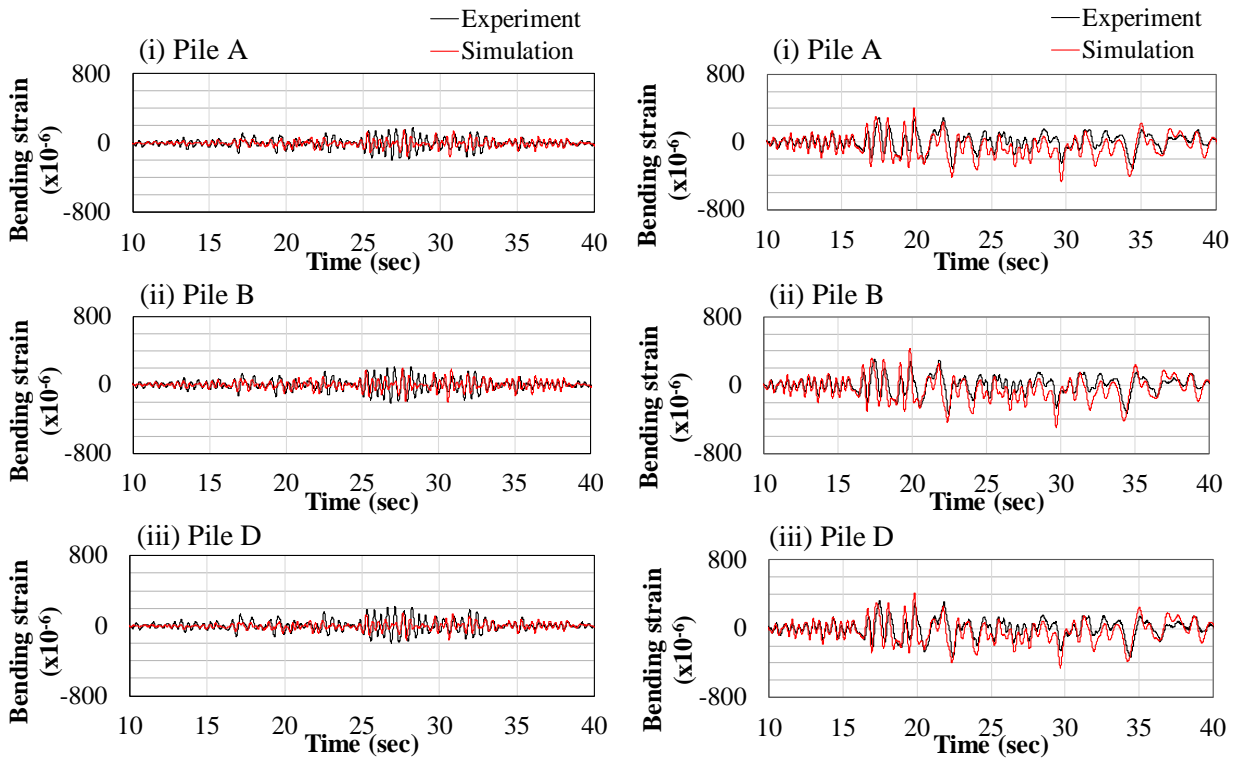 Experiment
Simulation
(i) Pile A
800
0
-800
Bending strain
(x10⁻⁶)
10 15 20 25 30 35 40
Time (sec)
(ii) Pile B
800
0
-800
Bending strain
(x10⁻⁶)
10 15 20 25 30 35 40
Time (sec)
(iii) Pile D
800
0
-800
Bending strain
(x10⁻⁶)
10 15 20 25 30 35 40
Time (sec)
Experiment
Simulation
(i) Pile A
800
0
-800
Bending strain
(x10⁻⁶)
10 15 20 25 30 35 40
Time (sec)
(ii) Pile B
800
0
-800
Bending strain
(x10⁻⁶)
10 15 20 25 30 35 40
Time (sec)
(iii) Pile D
800
0
-800
Bending strain
(x10⁻⁶)
10 15 20 25 30 35 40
Time (sec)